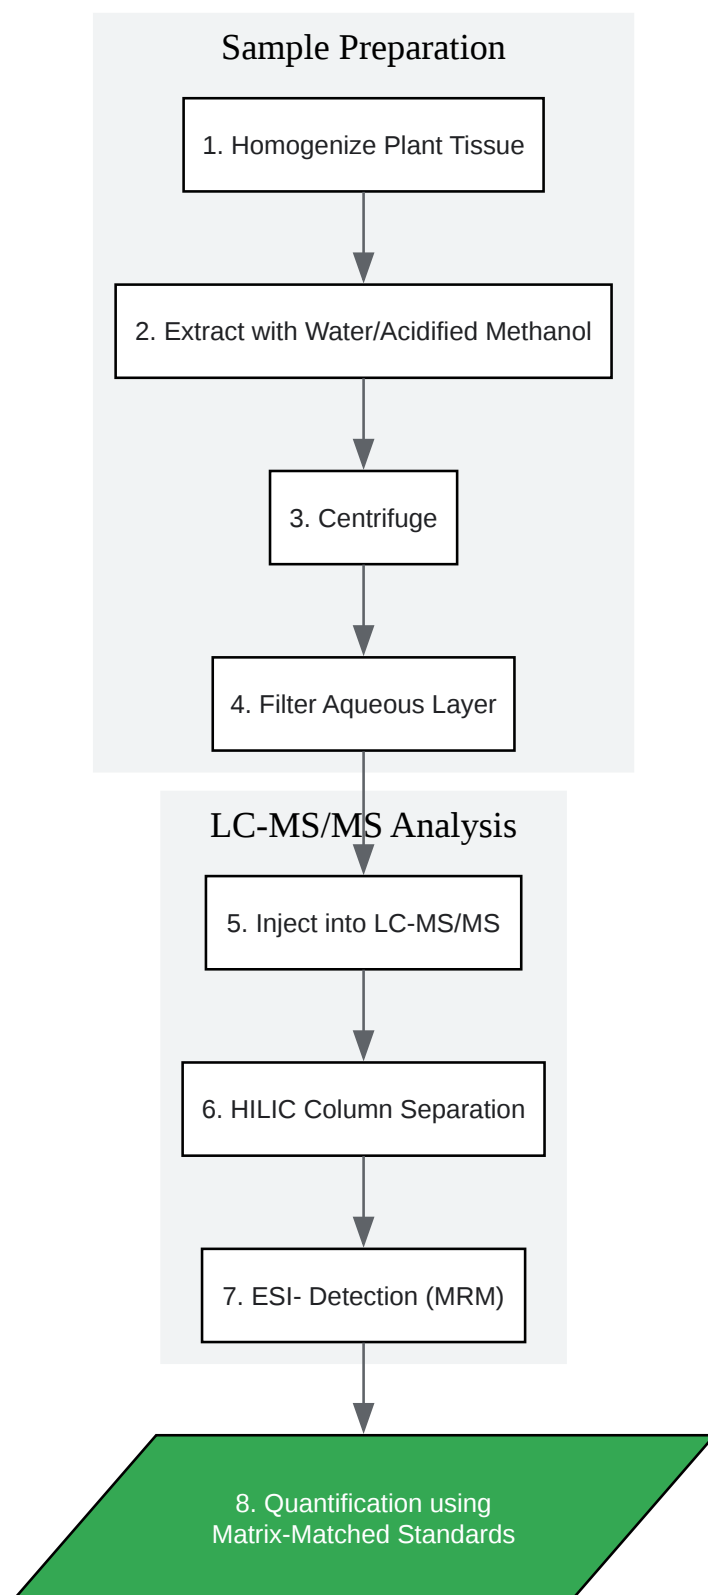 Sample Preparation
1. Homogenize Plant Tissue
2. Extract with Water/Acidified Methanol
3. Centrifuge
4. Filter Aqueous Layer
LC-MS/MS Analysis
5. Inject into LC-MS/MS
6. HILIC Column Separation
7. ESI- Detection (MRM)
8. Quantification using
Matrix-Matched Standards